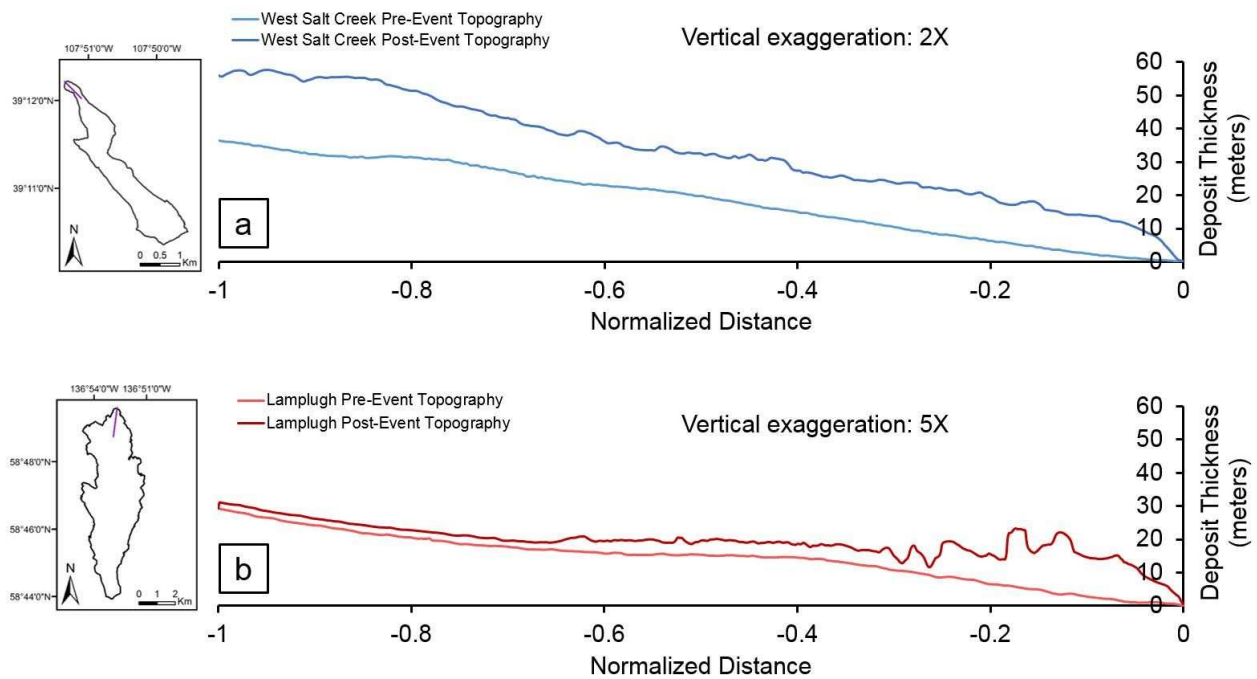 West Salt Creek Pre-Event Topography
West Salt Creek Post-Event Topography
Vertical exaggeration: 2X
107°51'0"W 107°50'0"W
39°12'0"N
39°11'0"N
N
0 0.5 1
Km
a
60
50
40
30
20
10
0
Deposit Thickness
(meters)
-1 -0.8 -0.6 -0.4 -0.2 0
Normalized Distance
Lamplugh Pre-Event Topography
Lamplugh Post-Event Topography
Vertical exaggeration: 5X
136°54'0"W 136°51'0"W
58°48'0"N
58°46'0"N
58°44'0"N
N
0 1 2
Km
b
60
50
40
30
20
10
0
Deposit Thickness
(meters)
-1 -0.8 -0.6 -0.4 -0.2 0
Normalized Distance